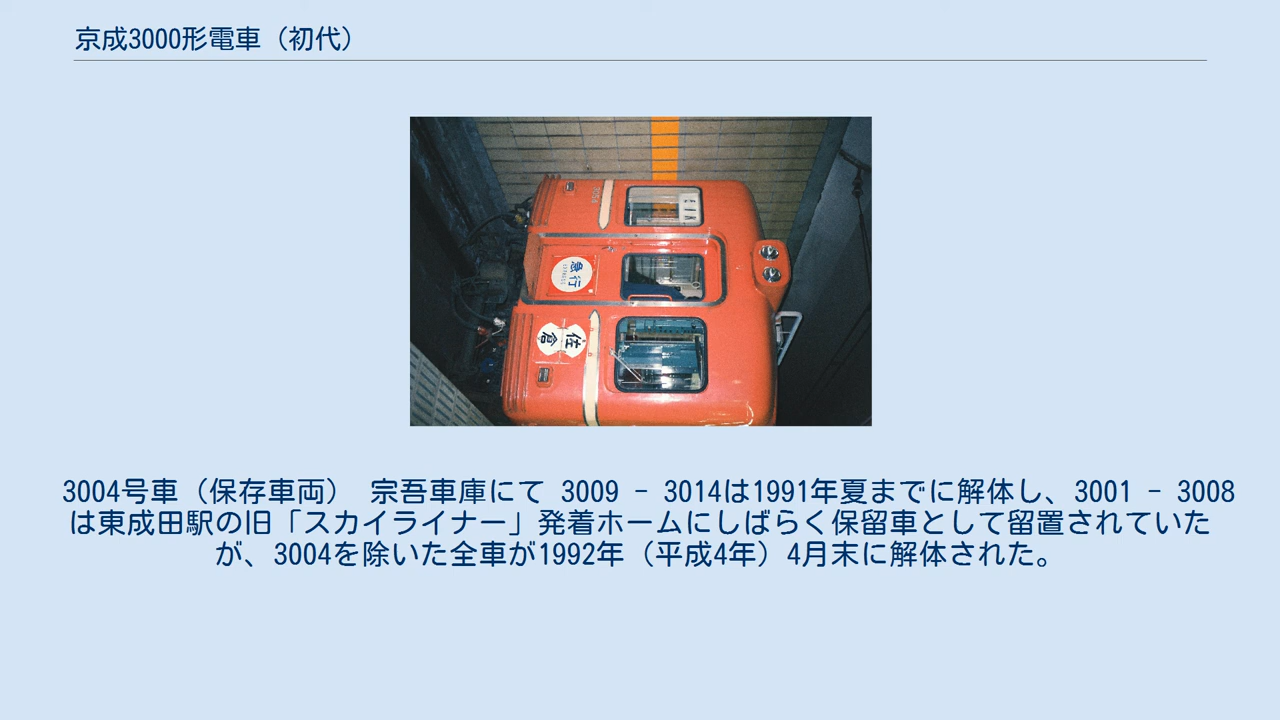 京成3000形電車（初代）
急行
佐倉
3004号車（保存車両） 宗吾車庫にて 3009 - 3014は1991年夏までに解体し、3001 - 3008
は東成田駅の旧「スカイライナー」発着ホームにしばらく保留車として留置されていた
が、3004を除いた全車が1992年（平成4年）4月末に解体された。